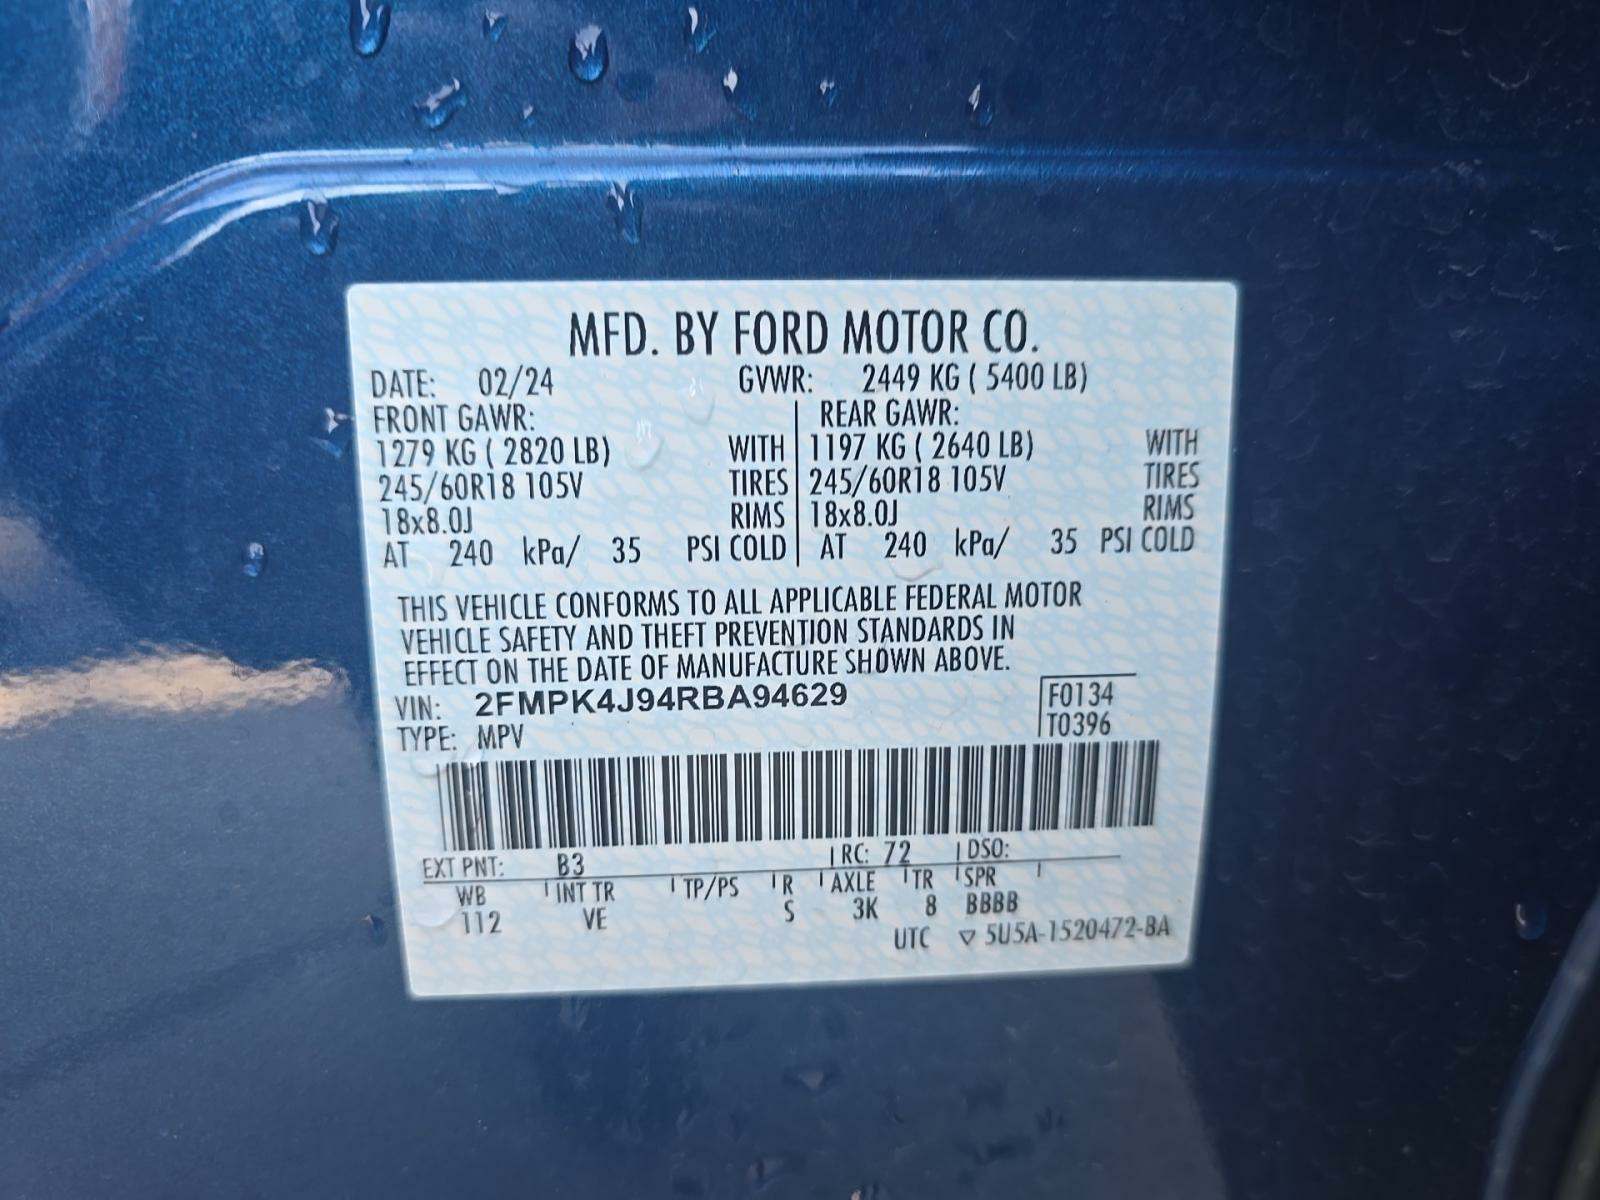 MFD. BY FORD MOTOR CO.
DATE: 02/24 GVWR: 2449 KG ( 5400 LB)
FRONT GAWR: REAR GAWR:
1279 KG ( 2820 LB) WITH 1197 KG ( 2640 LB) WITH
245/60R18 105V TIRES 245/60R18 105V TIRES
18x8.0J RIMS 18x8.0J RIMS
AT 240 kPa/ 35 PSI COLD AT 240 kPa/ 35 PSI COLD
THIS VEHICLE CONFORMS TO ALL APPLICABLE FEDERAL MOTOR
VEHICLE SAFETY AND THEFT PREVENTION STANDARDS IN
EFFECT ON THE DATE OF MANUFACTURE SHOWN ABOVE.
VIN: 2FMPK4J94RBA94629 F0134
TYPE: MPV T0396
EXT PNT: B3 RC: 72 DSO:
WB INT TR TP/PS R AXLE TR SPR
112 VE S 3K 8 BBBB
UTC ▽ 5U5A-1520472-BA